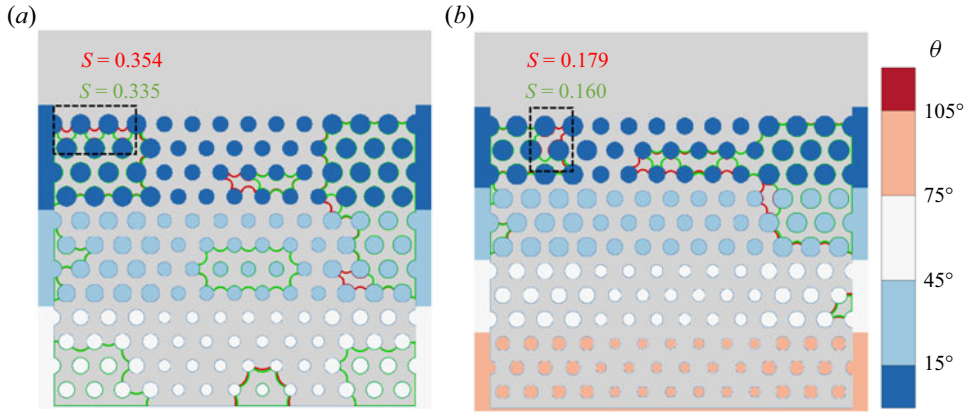 (a)
S = 0.354
S = 0.335
(b)
S = 0.179
S = 0.160
θ
105°
75°
45°
15°